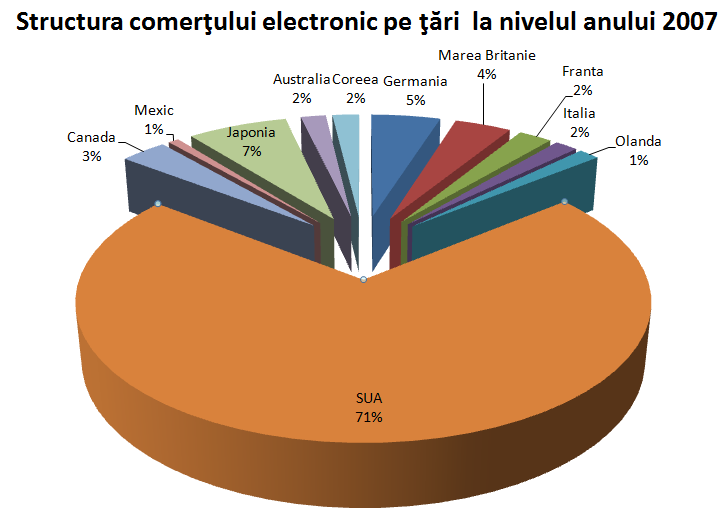 Structura comerţului electronic pe ţări  la nivelul anului 2007
Germania
5%
Marea Britanie
4%
Franta
2%
Italia
2%
Olanda
1%
SUA
71%
Canada
3%
Mexic
1%
Japonia
7%
Australia
2%
Coreea
2%